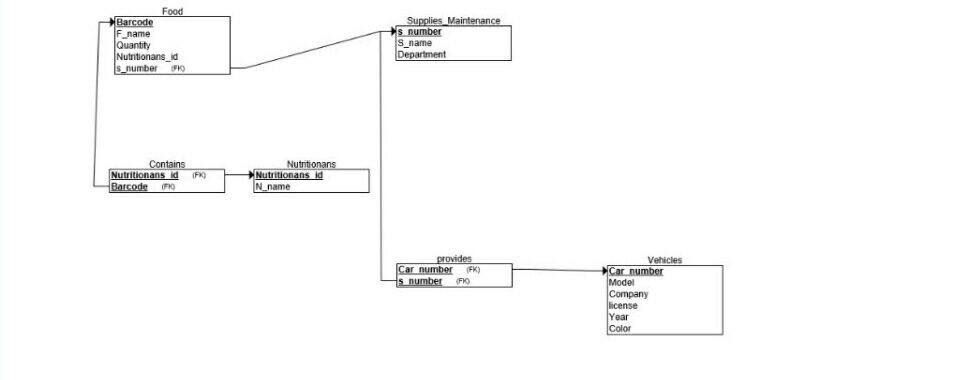 Food
Barcode
F_name
Quantity
Nutritionans_id
s_number (FK)
Supplies_Maintenance
s_number
S_name
Department
Contains
Nutritionans_id (FK)
Barcode (FK)
Nutritionans
Nutritionans_id
N_name
provides
Car_number (FK)
s_number (FK)
Vehicles
Car_number
Model
Company
license
Year
Color